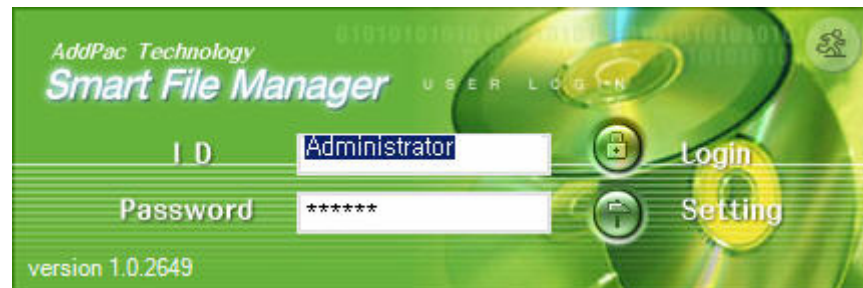 AddPac Technology
Smart File Manager
USER LOGIN
ID Administrator Login
Password ****** Setting
version 1.0.2649